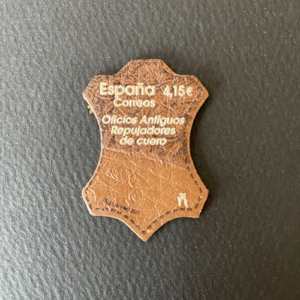 España 4,15€
Correos
Oficios Antiguos
Repujadores
de cuero